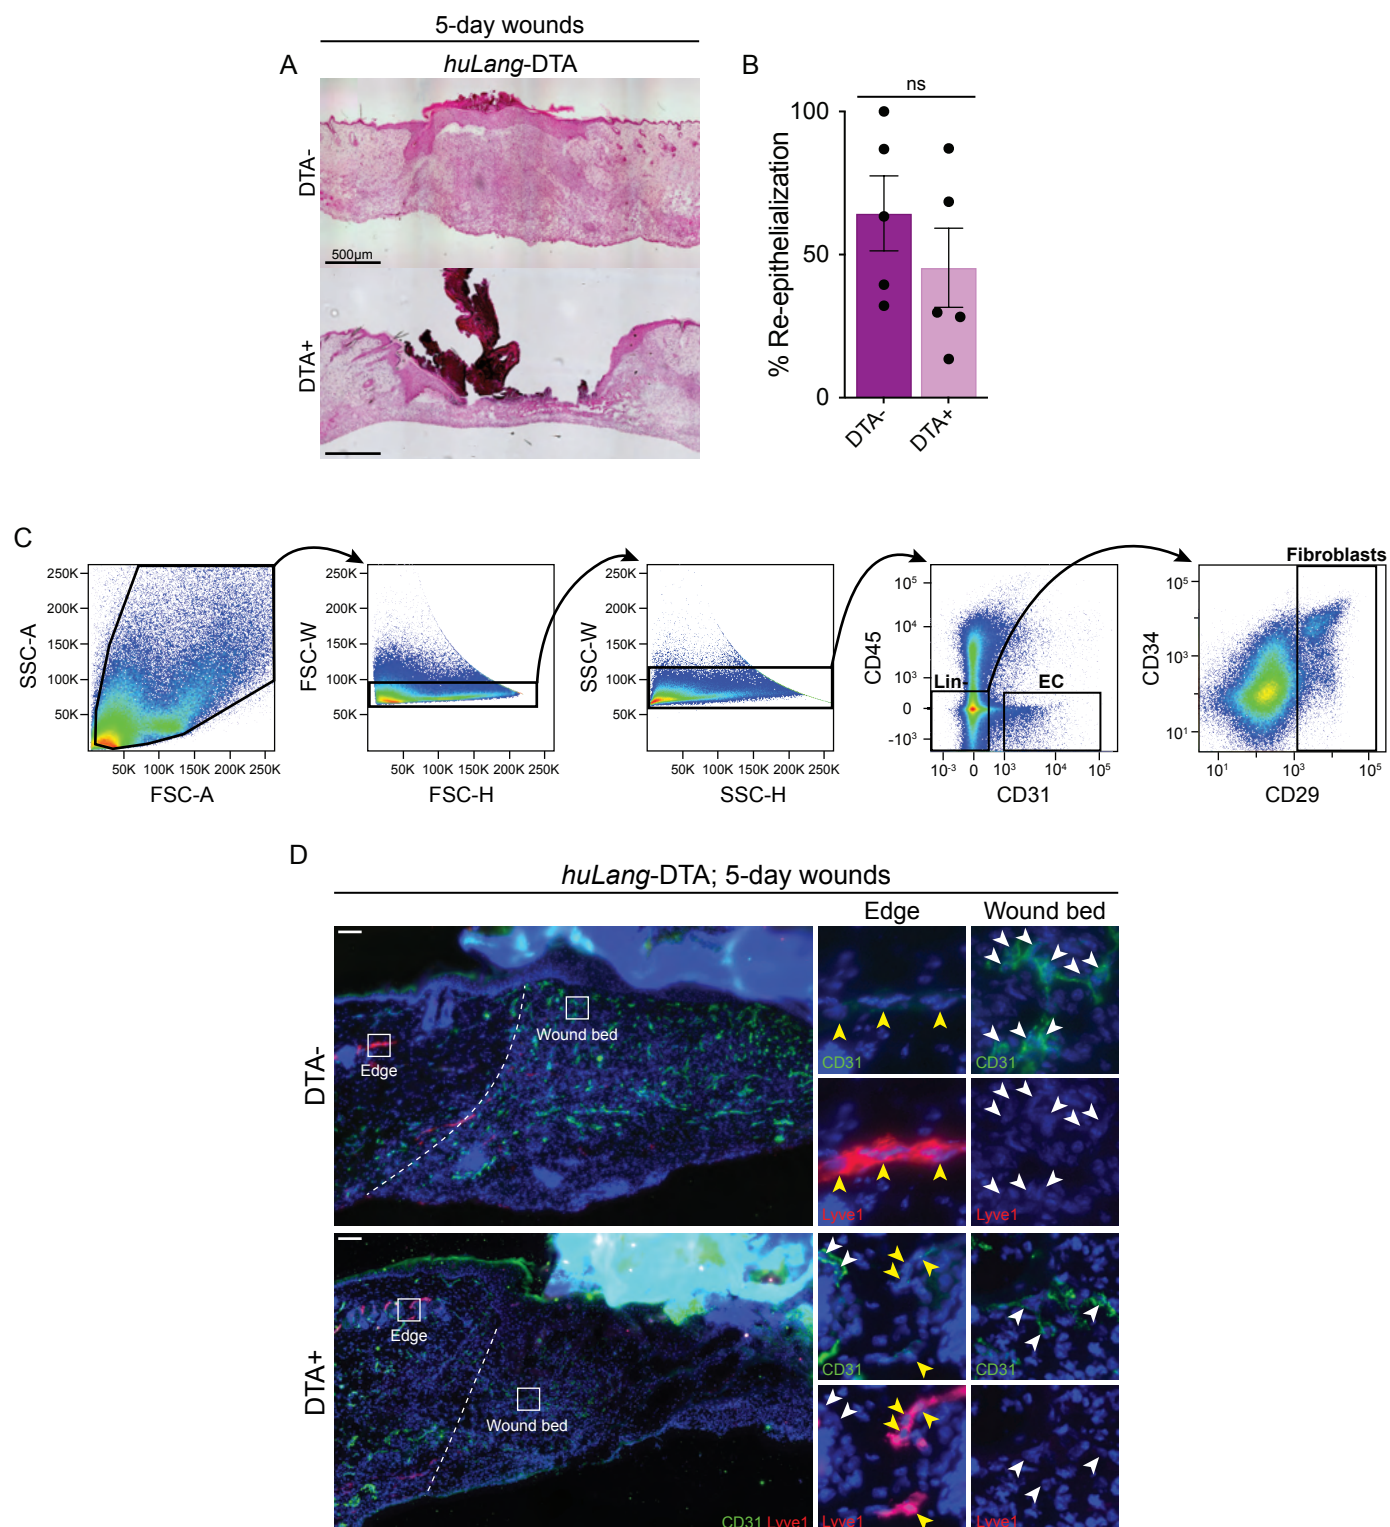 5-day wounds
A
huLang-DTA
DTA-
500µm
DTA+
B
ns
% Re-epithelialization
100
50
0
DTA-
DTA+
C
SSC-A
250K
200K
150K
100K
50K
50K 100K 150K 200K 250K
FSC-A
FSC-W
250K
200K
150K
100K
50K
50K 100K 150K 200K 250K
FSC-H
SSC-W
250K
200K
150K
100K
50K
50K 100K 150K 200K 250K
SSC-H
CD45
10⁵
10⁴
10³
0
-10³
Lin-
EC
10⁻³ 0 10³ 10⁴ 10⁵
CD31
Fibroblasts
CD34
10⁵
10³
10¹
10¹ 10³ 10⁵
CD29
D
huLang-DTA; 5-day wounds
Edge
Wound bed
DTA-
Wound bed
Edge
CD31
CD31
Lyve1
Lyve1
DTA+
Edge
Wound bed
CD31 Lyve1
CD31
CD31
Lyve1
Lyve1